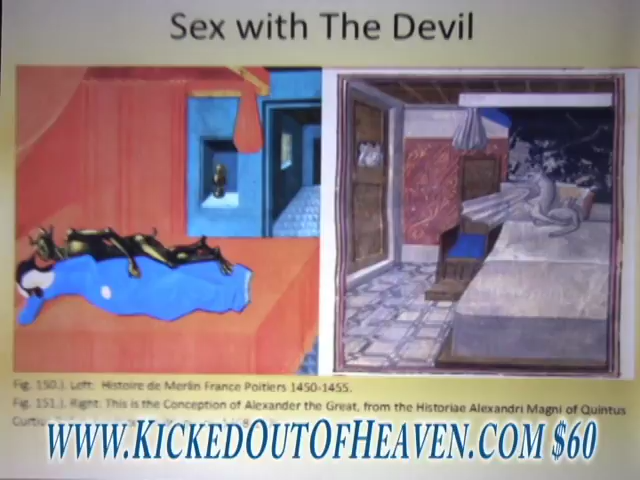 Sex with The Devil
Fig. 150.). Left: Histoire de Merlin France Poitiers 1450-1455.
Fig. 151.). Right: This is the Conception of Alexander the Great, from the Historiae Alexandri Magni of Quintus
WWW.KICKEDOUTOFHEAVEN.COM $60